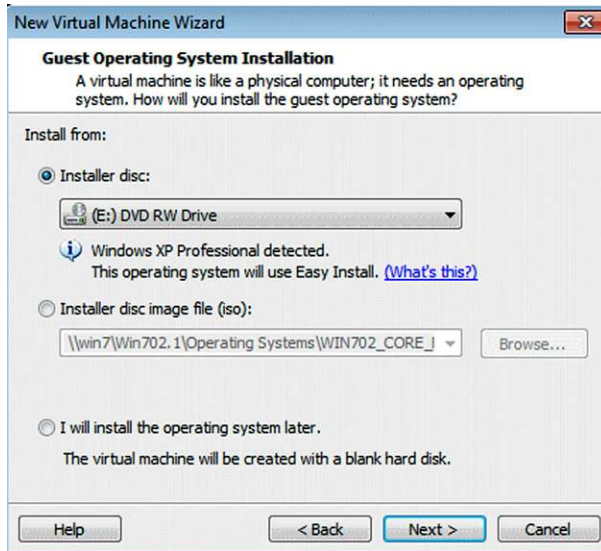 New Virtual Machine Wizard
Guest Operating System Installation
A virtual machine is like a physical computer; it needs an operating
system. How will you install the guest operating system?
Install from:
Installer disc:
(E:) DVD RW Drive
Windows XP Professional detected.
This operating system will use Easy Install. (What's this?)
Installer disc image file (iso):
\\win7\Win702.1\Operating Systems\WIN702_CORE_
Browse...
I will install the operating system later.
The virtual machine will be created with a blank hard disk.
Help
< Back
Next >
Cancel